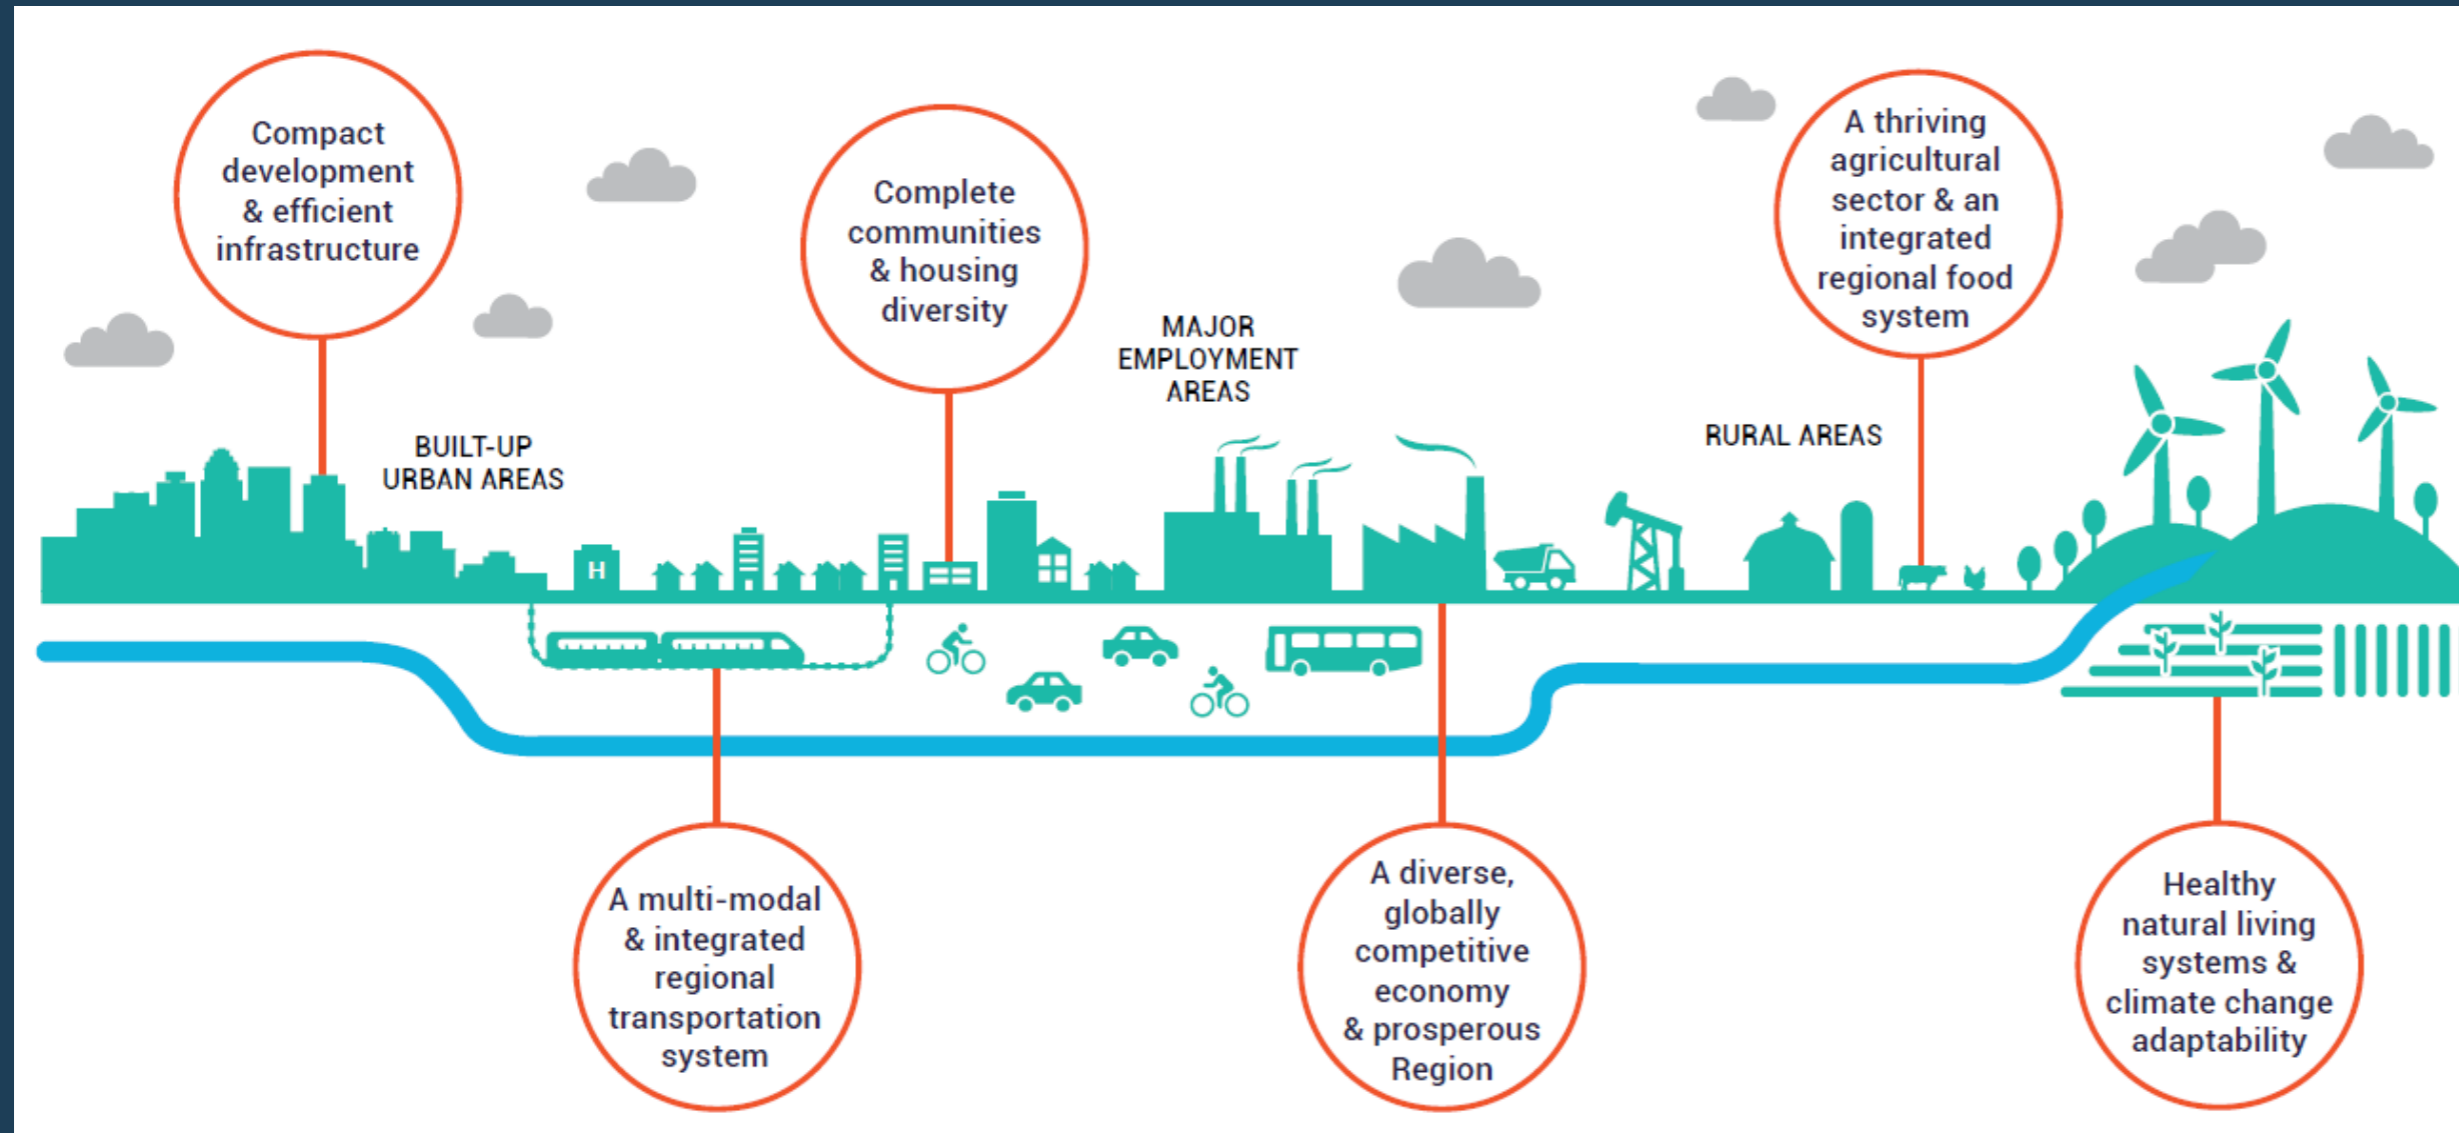 Compact
development
& efficient
infrastructure
BUILT-UP
URBAN AREAS
Complete
communities
& housing
diversity
MAJOR
EMPLOYMENT
AREAS
A thriving
agricultural
sector & an
integrated
regional food
system
RURAL AREAS
H
A multi-modal
& integrated
regional
transportation
system
A diverse,
globally
competitive
economy
& prosperous
Region
Healthy
natural living
systems &
climate change
adaptability